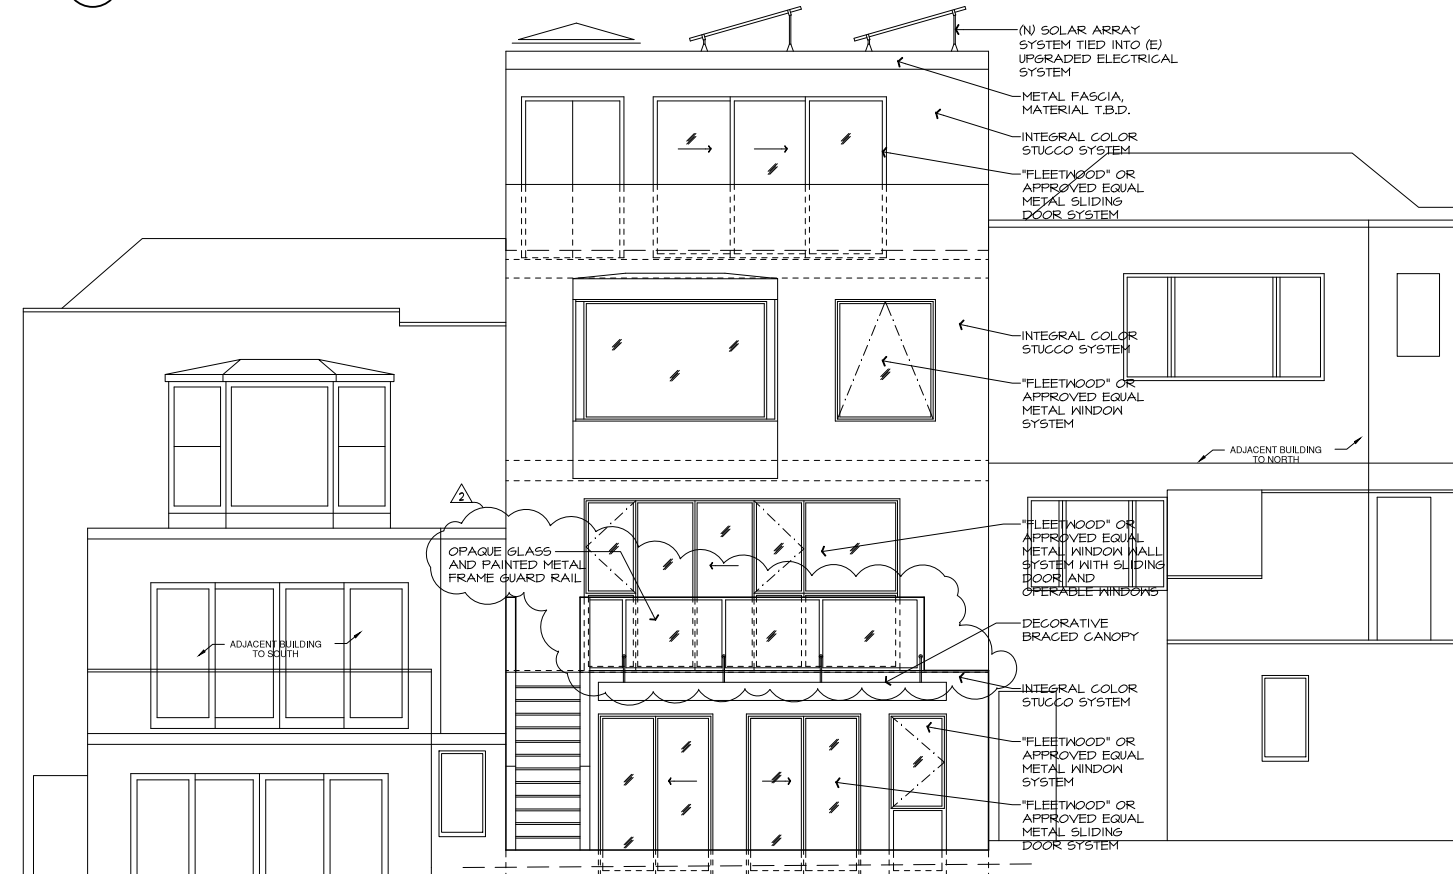 (N) SOLAR ARRAY
SYSTEM TIED INTO (E)
UPGRADED ELECTRICAL
SYSTEM
METAL FASCIA,
MATERIAL T.B.D.
INTEGRAL COLOR
STUCCO SYSTEM
"FLEETWOOD" OR
APPROVED EQUAL
METAL SLIDING
DOOR SYSTEM
INTEGRAL COLOR
STUCCO SYSTEM
"FLEETWOOD" OR
APPROVED EQUAL
METAL WINDOW
SYSTEM
ADJACENT BUILDING
TO NORTH
2
OPAQUE GLASS
AND PAINTED METAL
FRAME GUARD RAIL
"FLEETWOOD" OR
APPROVED EQUAL
METAL WINDOW WALL
SYSTEM WITH SLIDING
DOOR AND
OPERABLE WINDOWS
ADJACENT BUILDING
TO SOUTH
DECORATIVE
BRACED CANOPY
INTEGRAL COLOR
STUCCO SYSTEM
"FLEETWOOD" OR
APPROVED EQUAL
METAL WINDOW
SYSTEM
"FLEETWOOD" OR
APPROVED EQUAL
METAL SLIDING
DOOR SYSTEM